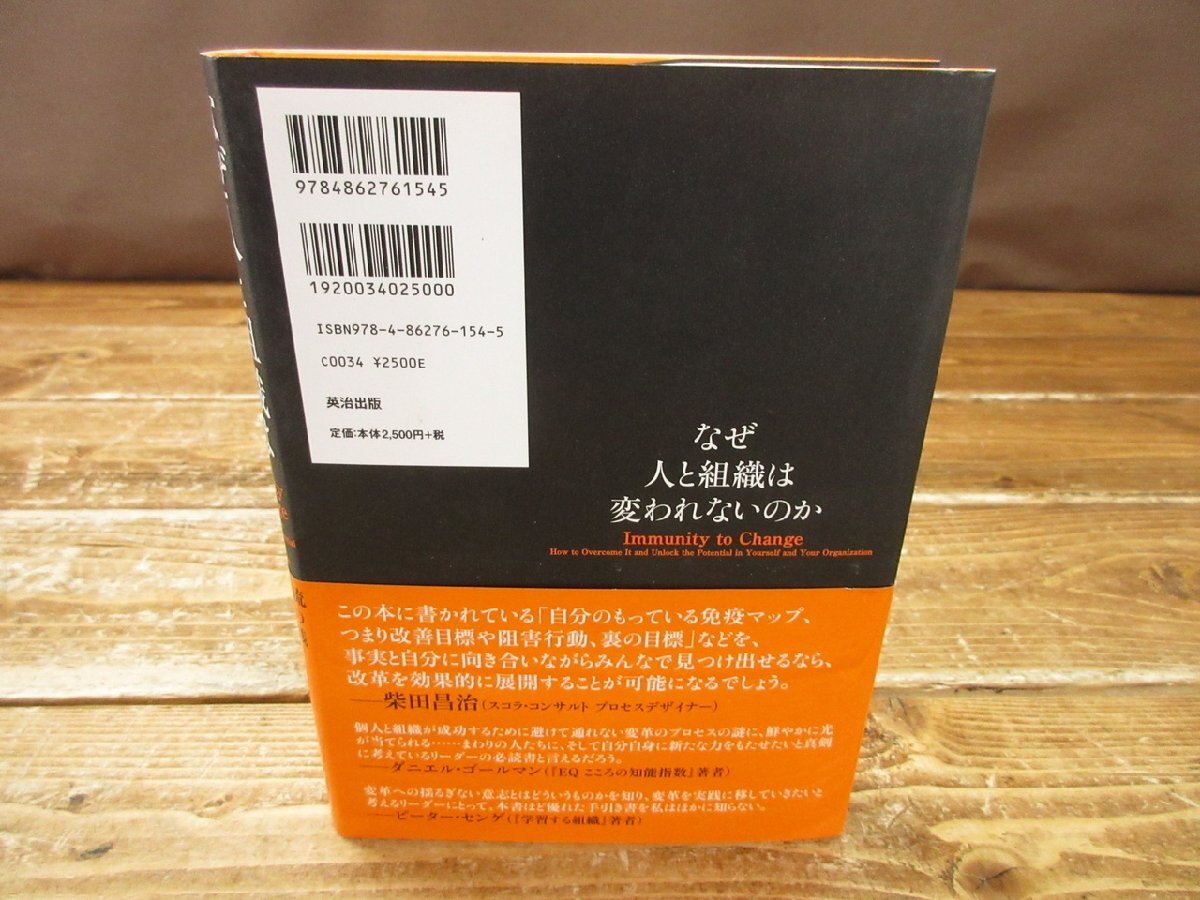 9784862761545
1920034025000
ISBN978-4-86276-154-5
C0034 ¥2500E
英治出版
定価:本体2,500円+税
なぜ
人と組織は
変われないのか
Immunity to Change
How to Overcome It and Unlock the Potential in Yourself and Your Organization
この本に書かれている「自分のもっている免疫マップ、
つまり改善目標や阻害行動、裏の目標」などを、
事実と自分に向き合いながらみんなで見つけ出せるなら、
改革を効果的に展開することが可能になるでしょう。
──柴田昌治(スコラ・コンサルト プロセスデザイナー)
個人と組織が成功するために避けて通れない変革のプロセスの謎に、鮮やかに光
が当てられる……まわりの人たちに、そして自分自身に新たな力をもたせたいと真剣
に考えているリーダーの必読書と言えるだろう。
──ダニエル・ゴールマン(『EQ こころの知能指数』著者)
変革への揺るぎない意志とはどういうものかを知り、変革を実践に移していきたいと
考えるリーダーにとって、本書ほど優れた手引き書を私はほかに知らない。
──ピーター・センゲ(『学習する組織』著者)